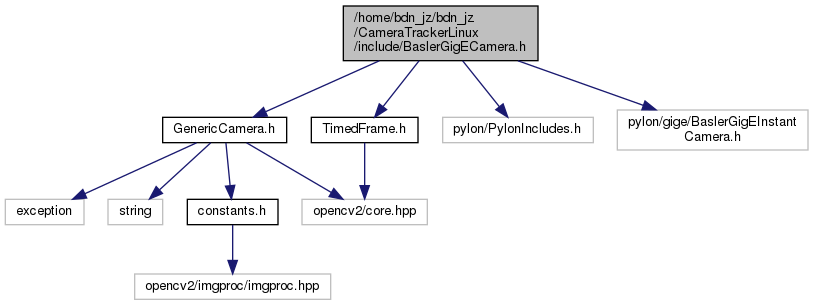 /home/bdn_jz/bdn_jz
/CameraTrackerLinux
/include/BaslerGigECamera.h
GenericCamera.h
TimedFrame.h
pylon/PylonIncludes.h
pylon/gige/BaslerGigEInstant
Camera.h
exception
string
constants.h
opencv2/core.hpp
opencv2/imgproc/imgproc.hpp